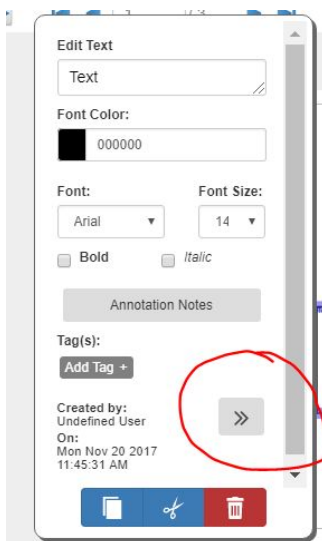 Edit Text
Text
Font Color:
000000
Font: Font Size:
Arial 14
Bold Italic
Annotation Notes
Tag(s):
Add Tag +
Created by:
Undefined User
On:
Mon Nov 20 2017
11:45:31 AM